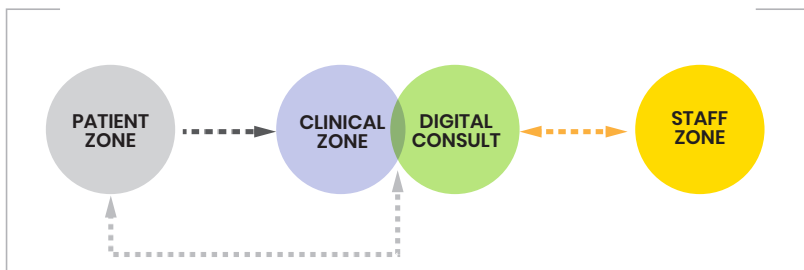 PATIENT
ZONE
CLINICAL
ZONE
DIGITAL
CONSULT
STAFF
ZONE